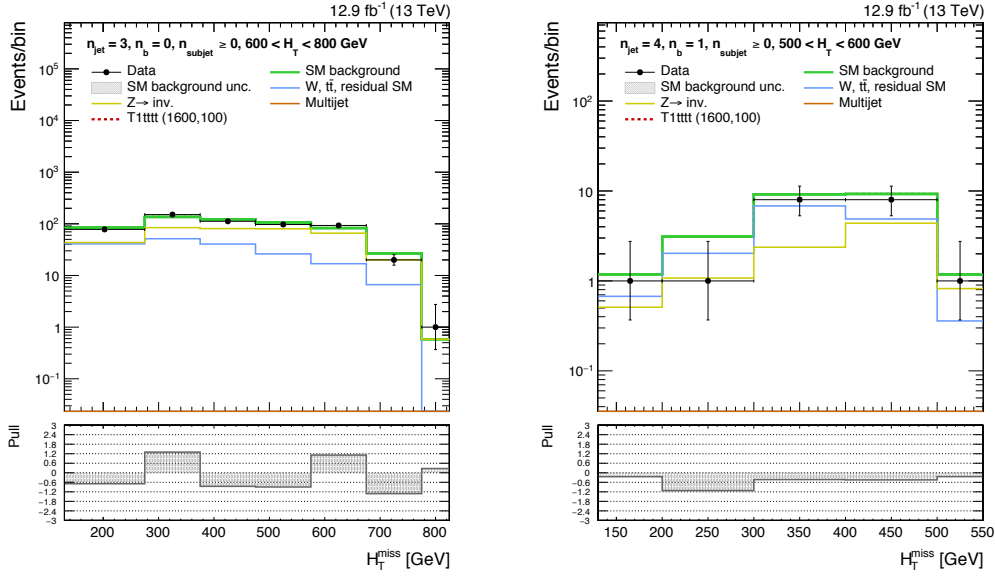 12.9 fb⁻¹ (13 TeV)
Events/bin
n_jet = 3, n_b = 0, n_subjet ≥ 0, 600 < H_T < 800 GeV
Data
SM background
SM background unc.
W, tt̄, residual SM
Z→ inv.
Multijet
T1tttt (1600,100)
10⁵
10⁴
10³
10²
10
1
10⁻¹
Pull
3
2.4
1.8
1.2
0.6
0
−0.6
−1.2
−1.8
−2.4
−3
200 300 400 500 600 700 800
H_T^miss [GeV]
12.9 fb⁻¹ (13 TeV)
Events/bin
n_jet = 4, n_b = 1, n_subjet ≥ 0, 500 < H_T < 600 GeV
Data
SM background
SM background unc.
W, tt̄, residual SM
Z→ inv.
Multijet
T1tttt (1600,100)
10²
10
1
10⁻¹
Pull
3
2.4
1.8
1.2
0.6
0
−0.6
−1.2
−1.8
−2.4
−3
150 200 250 300 350 400 450 500 550
H_T^miss [GeV]